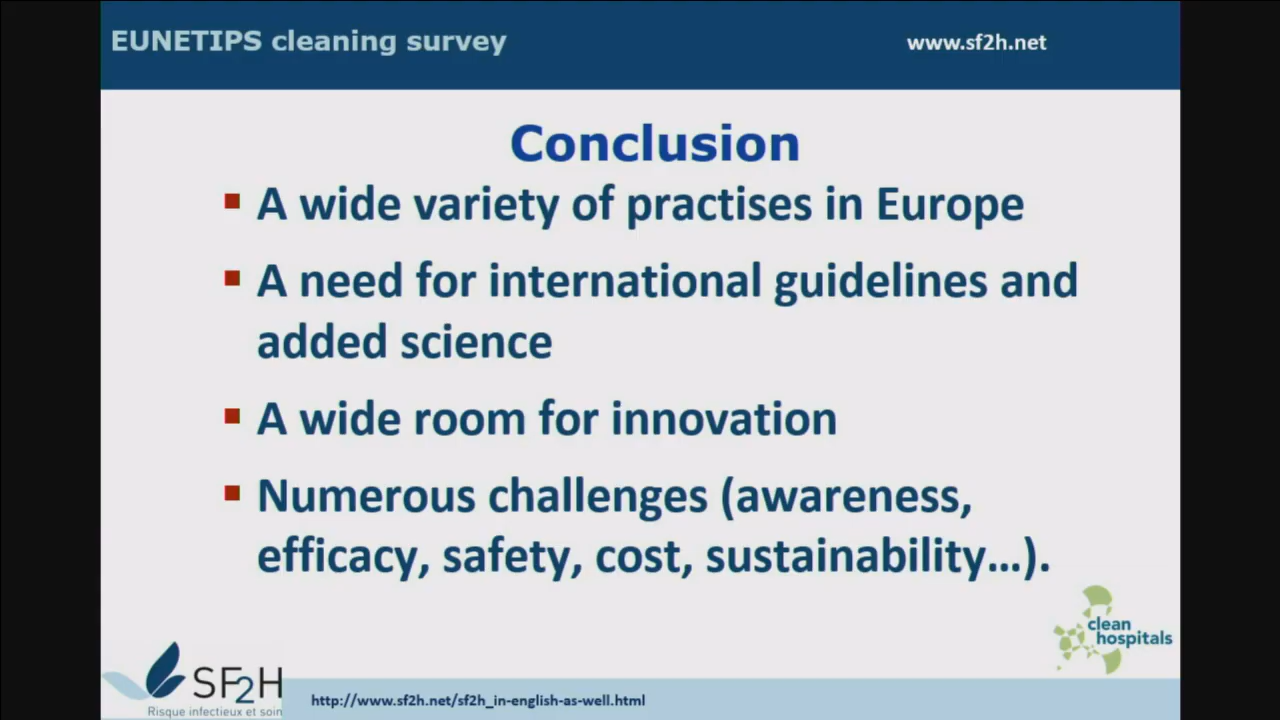 EUNETIPS cleaning survey
www.sf2h.net
Conclusion
A wide variety of practises in Europe
A need for international guidelines and
added science
A wide room for innovation
Numerous challenges (awareness,
efficacy, safety, cost, sustainability...).
clean
hospitals
SF2H
Risque infectieux et soin
http://www.sf2h.net/sf2h_in-english-as-well.html